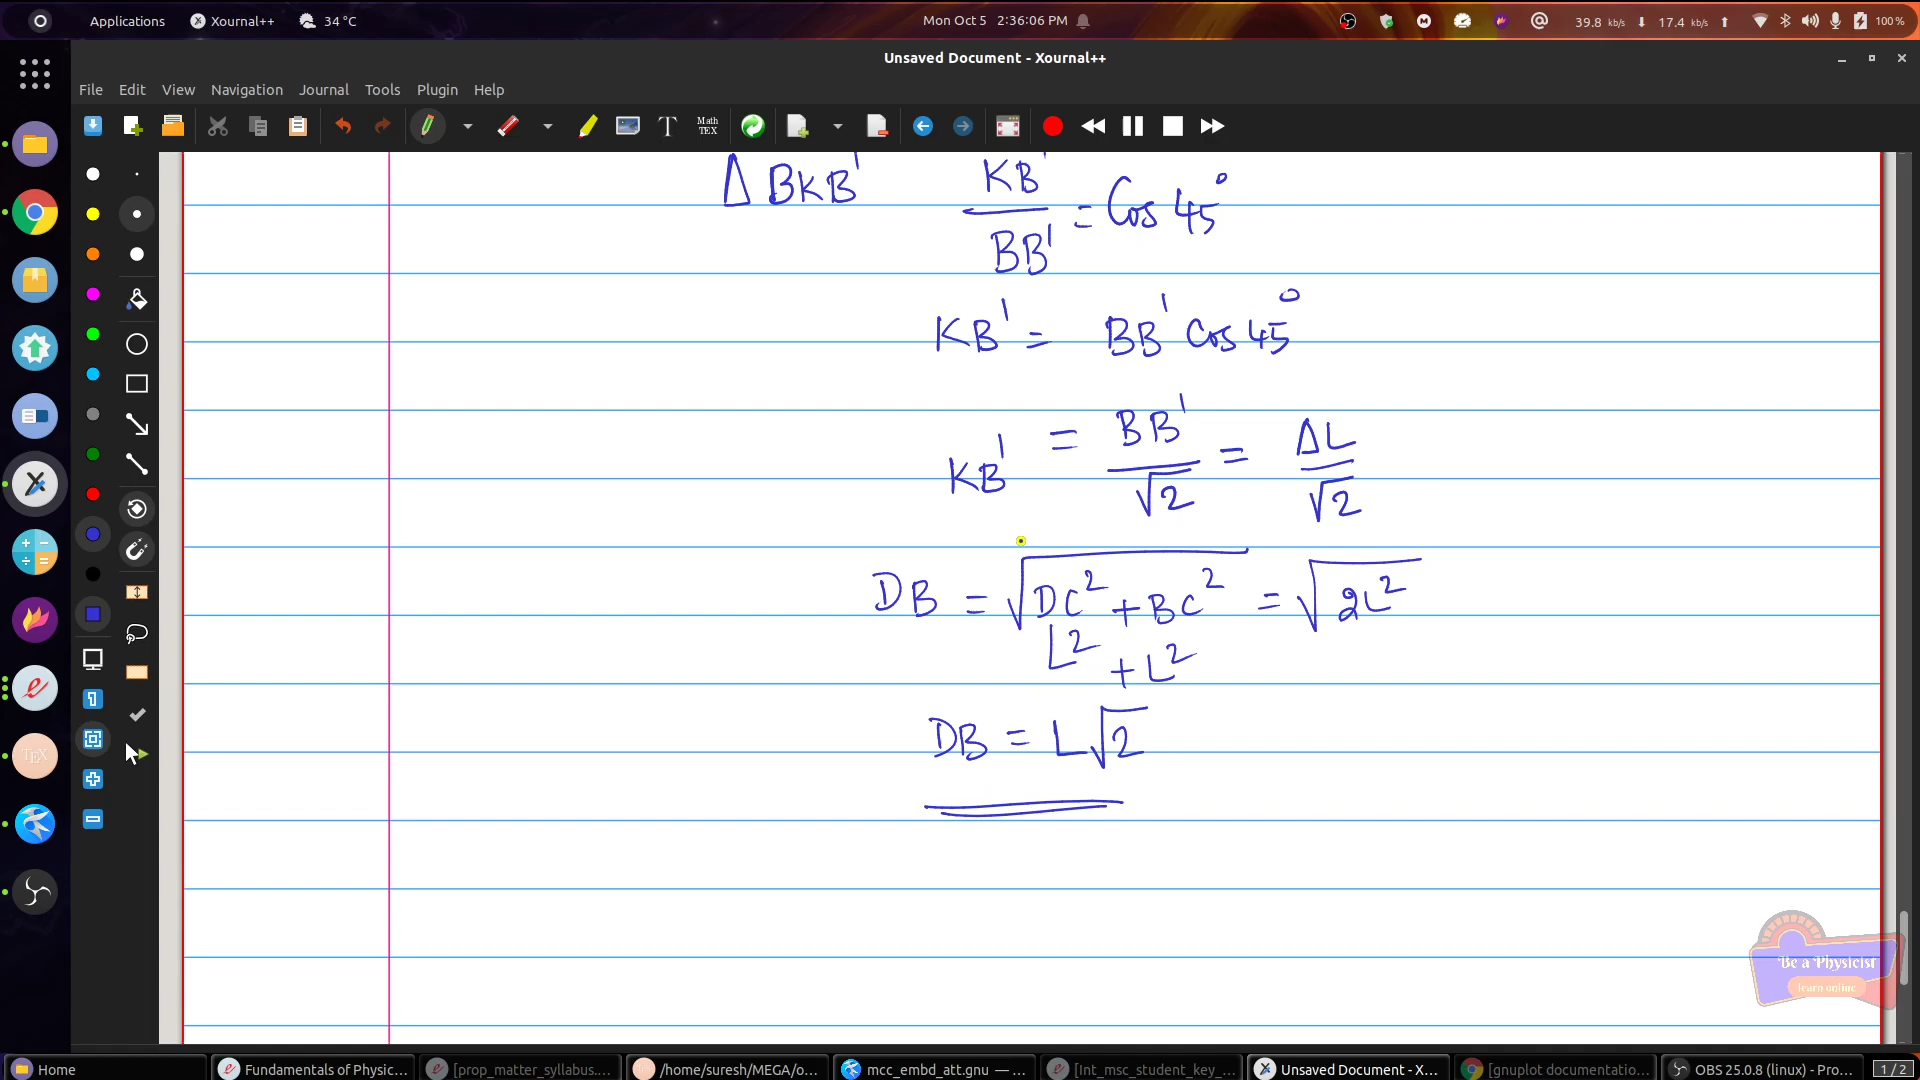 Applications
Xournal++
34 °C
Mon Oct 5 2:36:06 PM
39.8 kb/s
17.4 kb/s
100 %
Unsaved Document - Xournal++
File Edit View Navigation Journal Tools Plugin Help
T
Math TEX
Δ BKB' KB'/BB' = Cos 45°
KB' = BB' Cos 45°
KB' = BB'/√2 = ΔL/√2
DB = √(DC² + BC²) = √(2L²)
L² + L²
DB = L√2
Be a Physicist
learn online
TEX
Home
Fundamentals of Physic...
[prop_matter_syllabus....
/home/suresh/MEGA/o...
mcc_embd_att.gnu — ...
[Int_msc_student_key_...
Unsaved Document - X...
[gnuplot documentatio...
OBS 25.0.8 (linux) - Pro...
1 / 2